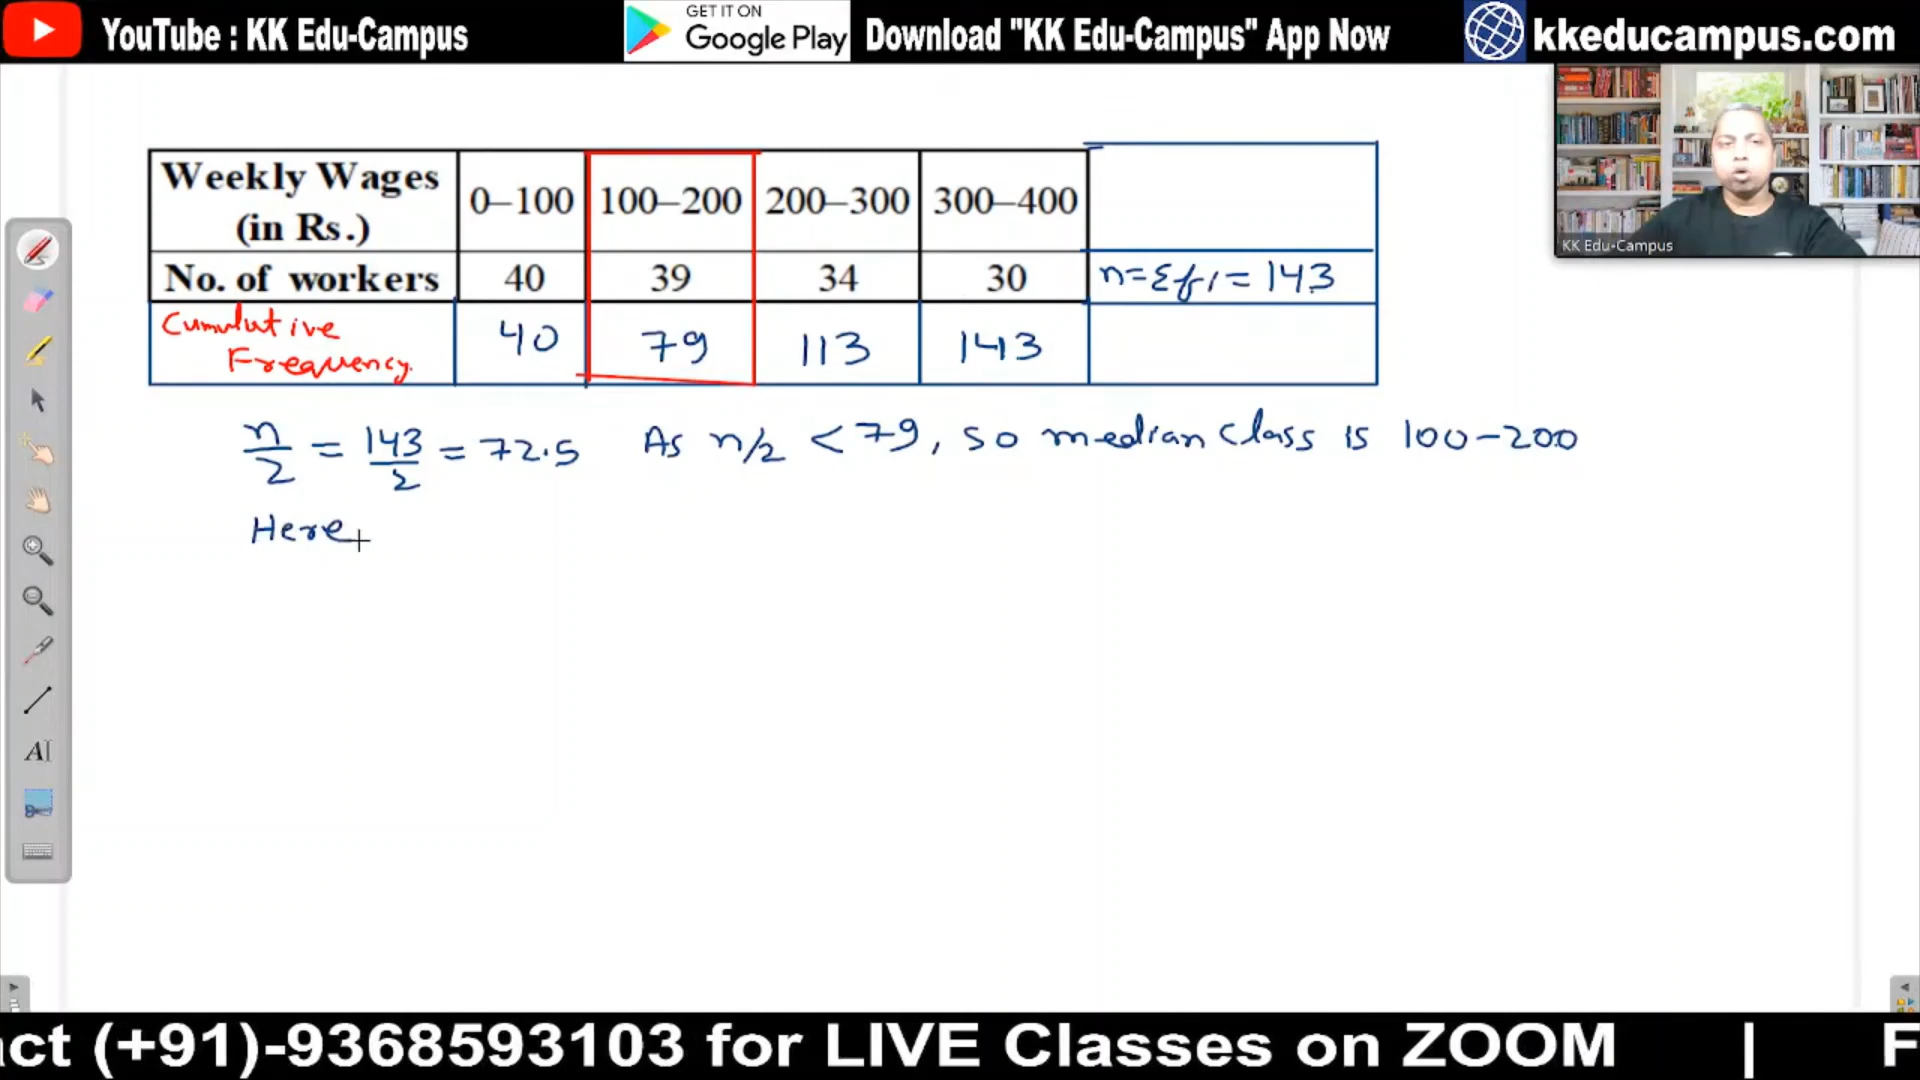 YouTube : KK Edu-Campus
GET IT ON
Google Play
Download "KK Edu-Campus" App Now
kkeducampus.com
KK Edu-Campus
Weekly Wages (in Rs.) 0–100 100–200 200–300 300–400
No. of workers 40 39 34 30 n=Σfi=143
Cumulutive Frequency. 40 79 113 143
n/2 = 143/2 = 72.5 As n/2 < 79, so median class is 100-200
Here
AI
act (+91)-9368593103 for LIVE Classes on ZOOM | F